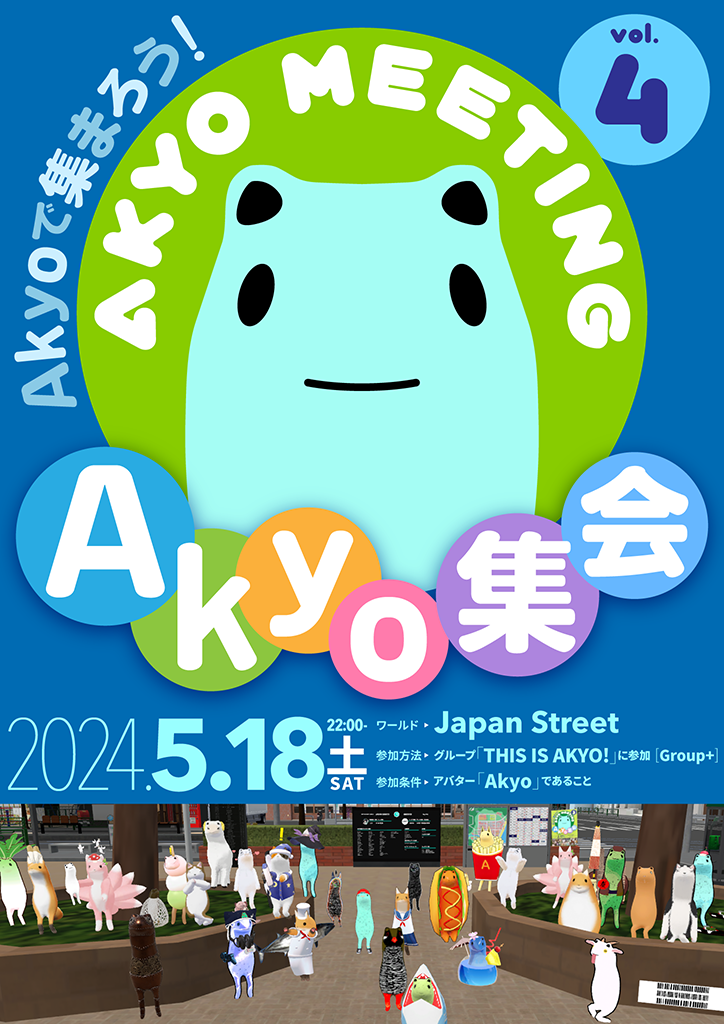 Akyoで集まろう!
AKYO MEETING
vol.
4
Akyo集会
2024.5.18
22:00-
土
SAT
ワールド ▸ Japan Street
参加方法 ▸ グループ「THIS IS AKYO!」に参加 [Group+]
参加条件 ▸ アバター「Akyo」であること
A